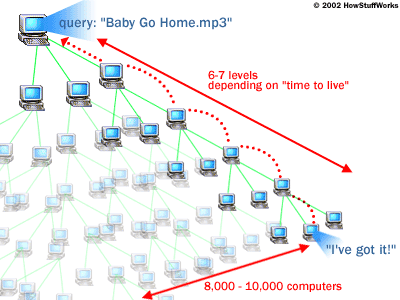 © 2002 HowStuffWorks
query: "Baby Go Home.mp3"
6-7 levels
depending on "time to live"
"I've got it!"
8,000 - 10,000 computers